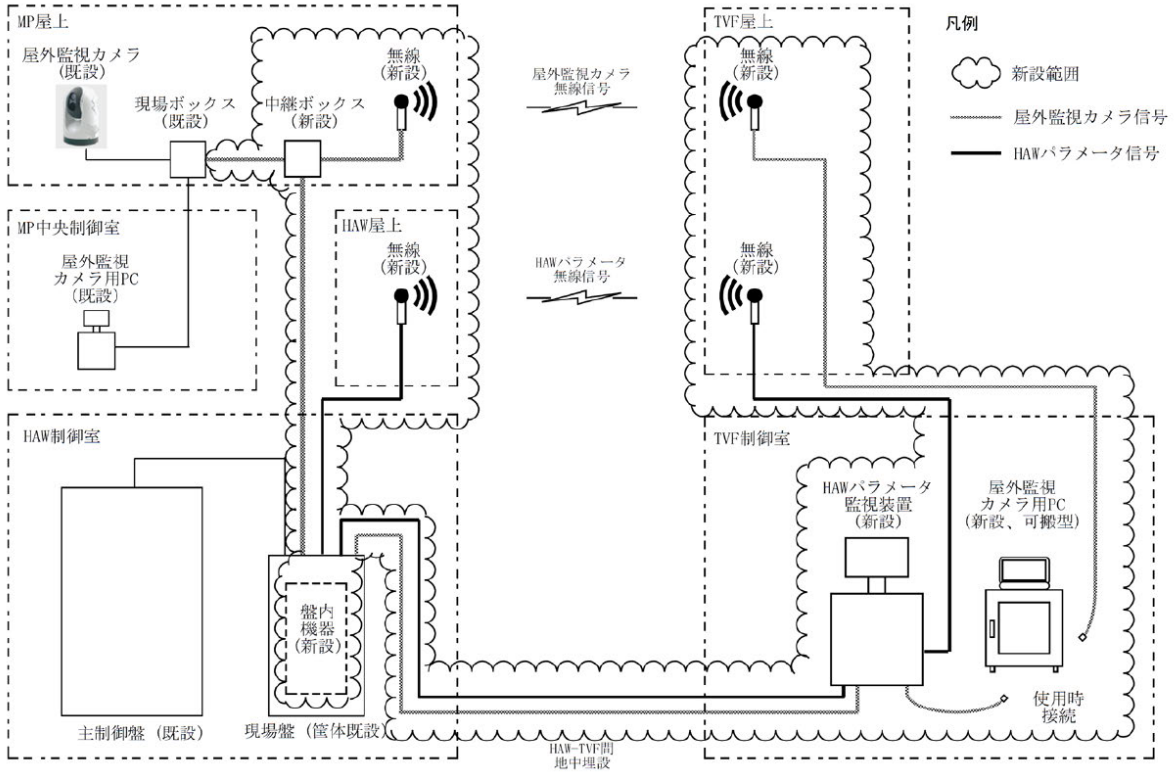 MP屋上
屋外監視カメラ
(既設)
現場ボックス
(既設)
中継ボックス
(新設)
無線
(新設)
屋外監視カメラ
無線信号
TVF屋上
無線
(新設)
凡例
新設範囲
屋外監視カメラ信号
HAWパラメータ信号
MP中央制御室
屋外監視
カメラ用PC
(既設)
HAW屋上
無線
(新設)
HAWパラメータ
無線信号
無線
(新設)
HAW制御室
主制御盤 (既設)
盤内
機器
(新設)
現場盤 (筐体既設)
HAW-TVF間
地中埋設
TVF制御室
HAWパラメータ
監視装置
(新設)
屋外監視
カメラ用PC
(新設、可搬型)
使用時
接続